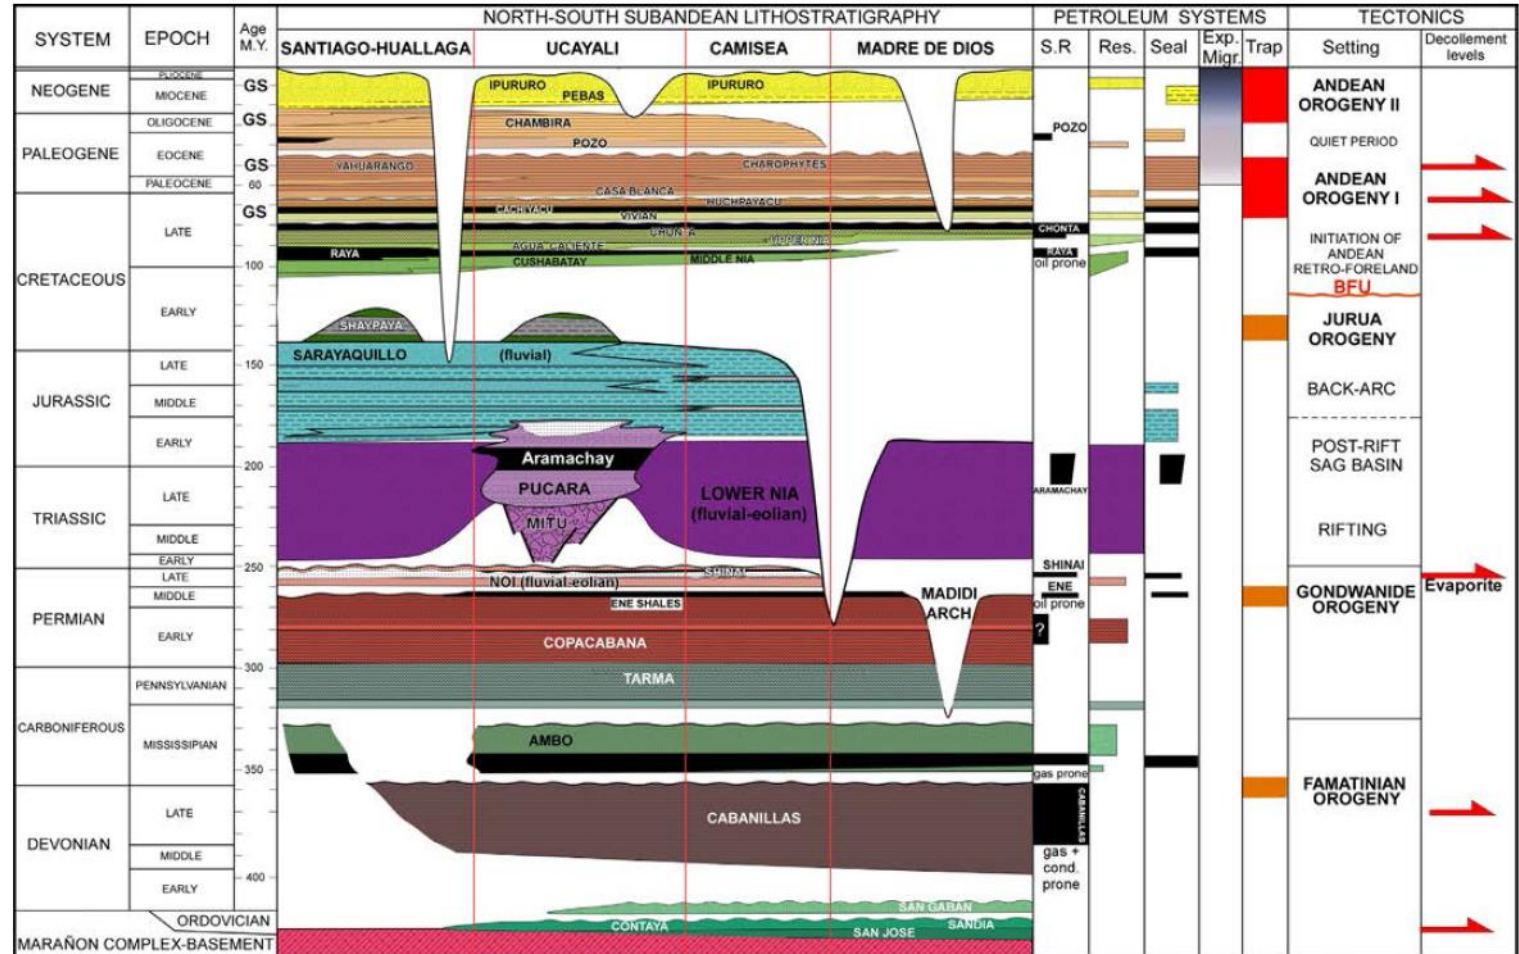 NORTH-SOUTH SUBANDEAN LITHOSTRATIGRAPHY
PETROLEUM SYSTEMS
TECTONICS
SYSTEM
EPOCH
Age
M.Y.
SANTIAGO-HUALLAGA
UCAYALI
CAMISEA
MADRE DE DIOS
S.R
Res.
Seal
Exp.
Migr.
Trap
Setting
Decollement
levels
NEOGENE
PALEOGENE
CRETACEOUS
JURASSIC
TRIASSIC
PERMIAN
CARBONIFEROUS
DEVONIAN
ORDOVICIAN
MARAÑON COMPLEX-BASEMENT
PLIOCENE
MIOCENE
OLIGOCENE
EOCENE
PALEOCENE
LATE
EARLY
LATE
MIDDLE
EARLY
LATE
MIDDLE
EARLY
LATE
MIDDLE
EARLY
PENNSYLVANIAN
MISSISSIPIAN
LATE
MIDDLE
EARLY
GS
GS
GS
60
GS
100
150
200
250
300
350
400
IPURURO
PEBAS
IPURURO
CHAMBIRA
POZO
YAHUARANGO
CHAROPHYTES
CASA BLANCA
HUCHPAYACU
CACHIYACU
VIVIAN
CHONTA
UPPER NIA
AGUA CALIENTE
RAYA
CUSHABATAY
MIDDLE NIA
SHAYPAYA
SARAYAQUILLO
(fluvial)
Aramachay
PUCARA
MITU
LOWER NIA
(fluvial-eolian)
SHINAI
NOI (fluvial-eolian)
ENE SHALES
MADIDI
ARCH
COPACABANA
TARMA
AMBO
CABANILLAS
SAN GABAN
CONTAYA
SANDIA
SAN JOSE
POZO
CHONTA
RAYA
oil prone
ARAMACHAY
SHINAI
ENE
oil prone
?
gas prone
CABANILLAS
gas +
cond.
prone
ANDEAN
OROGENY II
QUIET PERIOD
ANDEAN
OROGENY I
INITIATION OF
ANDEAN
RETRO-FORELAND
BFU
JURUA
OROGENY
BACK-ARC
POST-RIFT
SAG BASIN
RIFTING
GONDWANIDE
OROGENY
FAMATINIAN
OROGENY
Evaporite